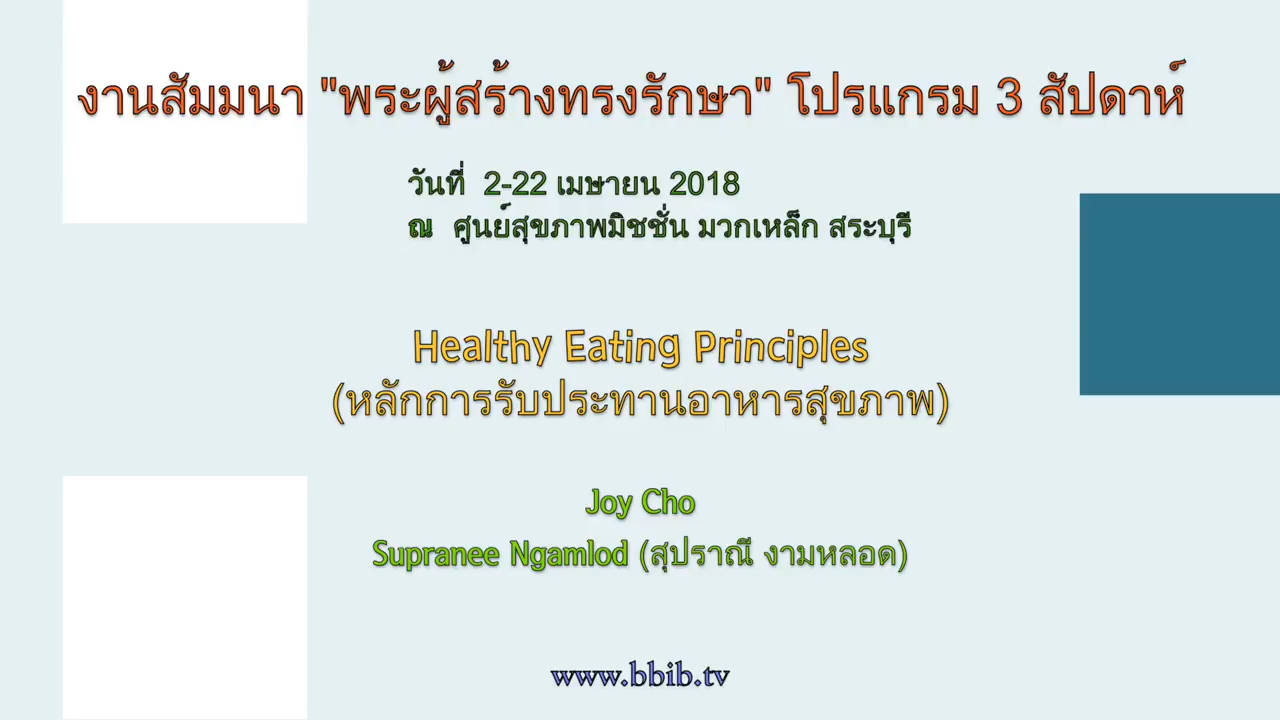 งานสัมมนา "พระผู้สร้างทรงรักษา" โปรแกรม 3 สัปดาห์
วันที่ 2-22 เมษายน 2018
ณ ศูนย์สุขภาพมิชชั่น มวกเหล็ก สระบุรี
Healthy Eating Principles
(หลักการรับประทานอาหารสุขภาพ)
Joy Cho
Supranee Ngamlod (สุปราณี งามหลอด)
www.bbib.tv